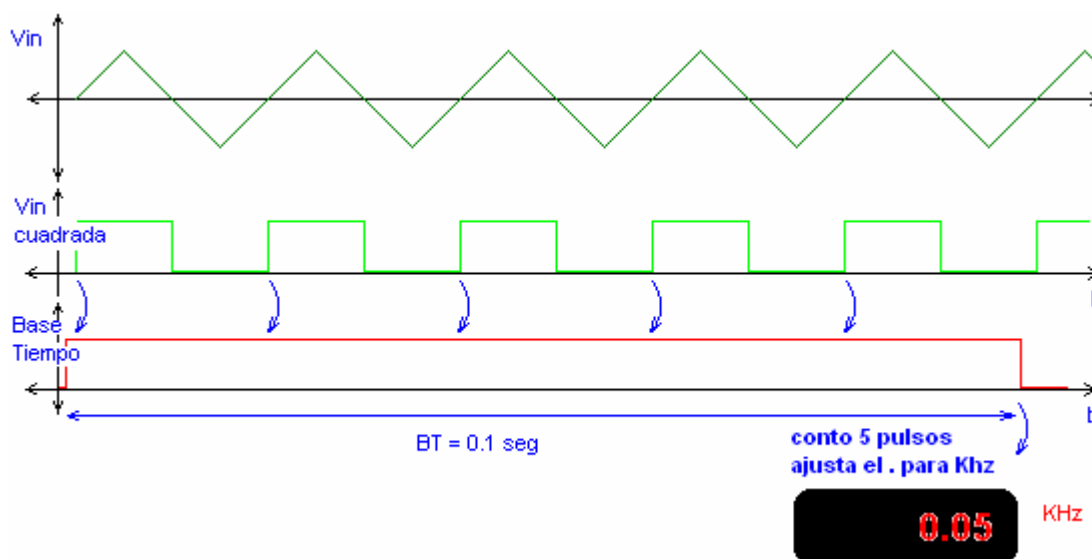 Vin
Vin
cuadrada
t
Base
Tiempo
t
BT = 0.1 seg
conto 5 pulsos
ajusta el . para Khz
0.05
KHz